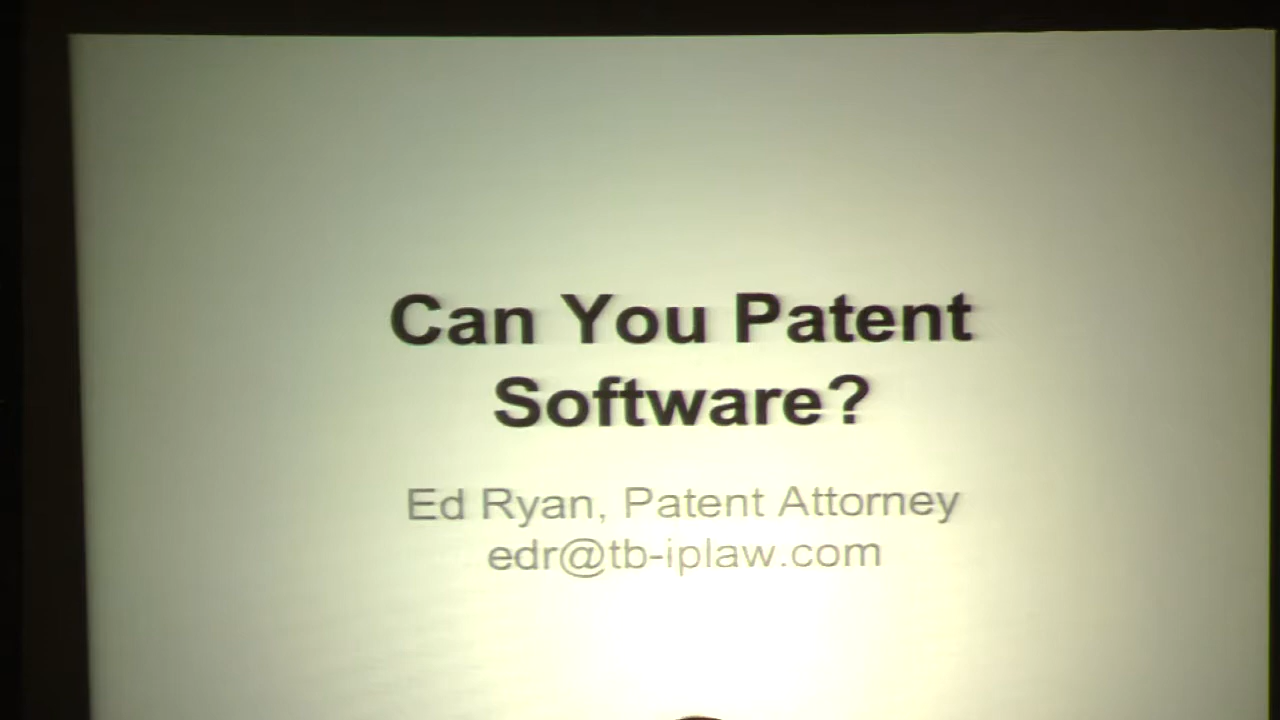 Can You Patent
Software?
Ed Ryan, Patent Attorney
edr@tb-iplaw.com